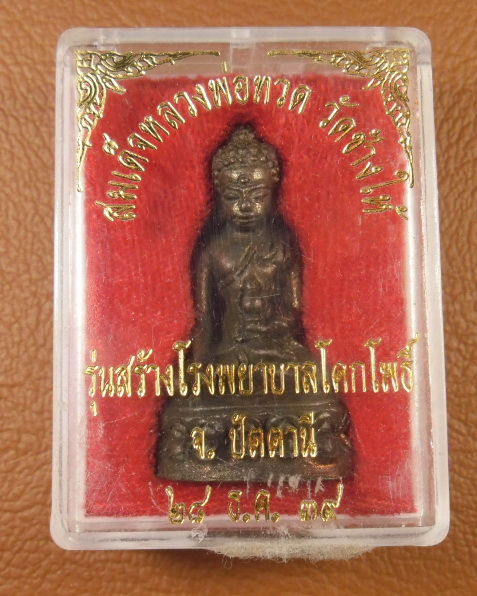 สมเด็จหลวงพ่อทวด วัดช้างให้
รุ่นสร้างโรงพยาบาลโคกโพธิ์
จ. ปัตตานี
๒๘ ธ.ค. ๓๙